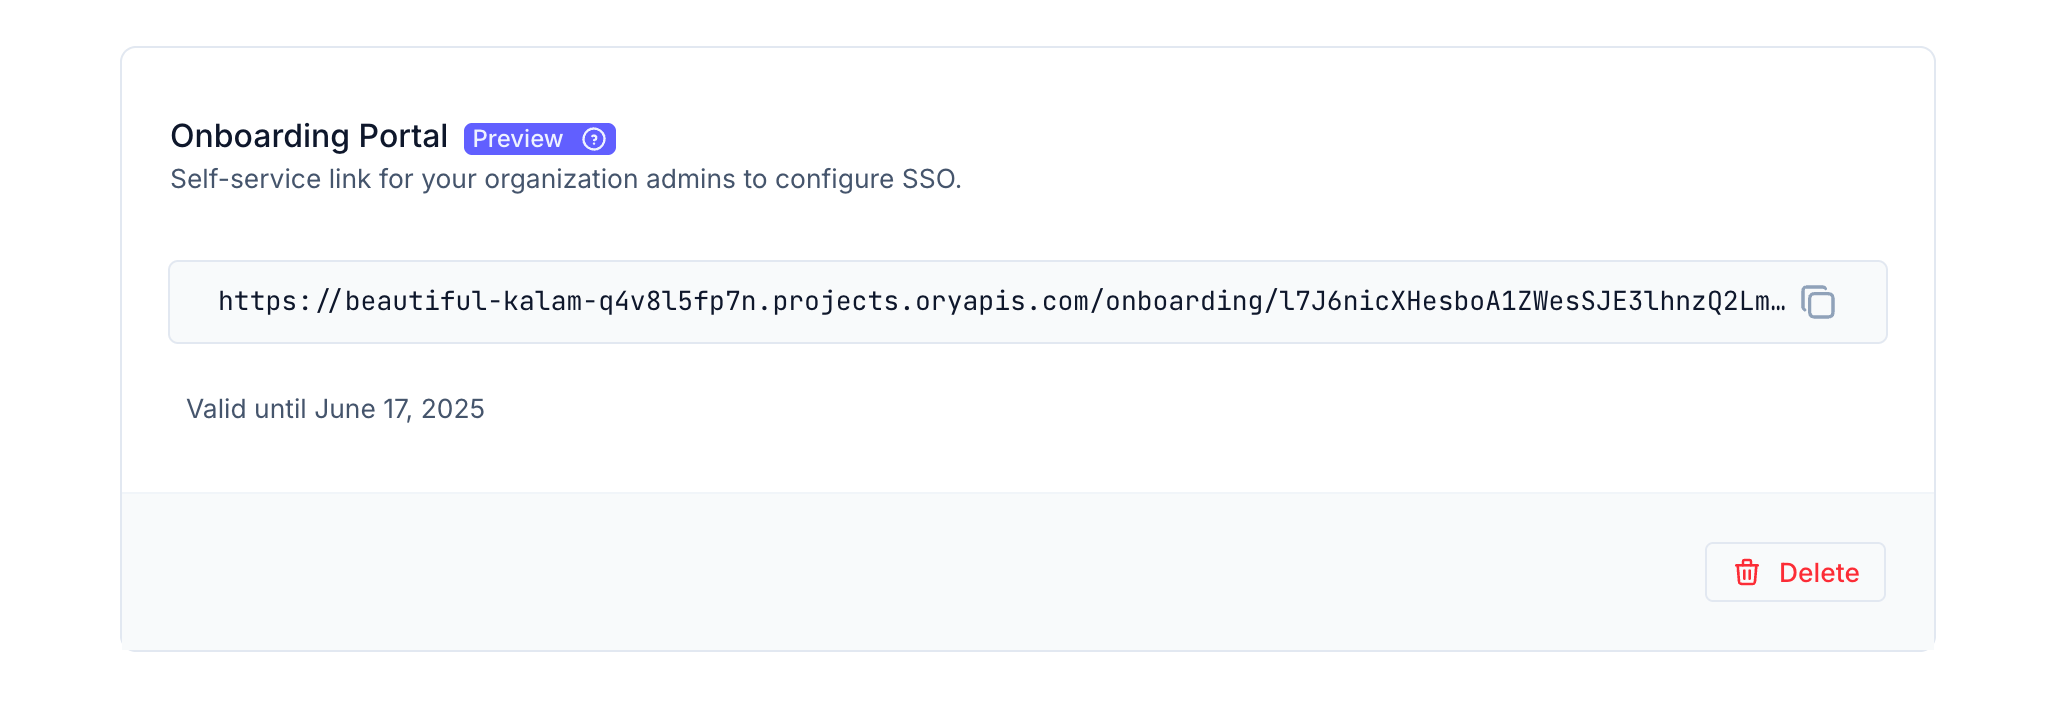 Onboarding Portal Preview
Self-service link for your organization admins to configure SSO.
https://beautiful-kalam-q4v8l5fp7n.projects.oryapis.com/onboarding/l7J6nicXHesboA1ZWesSJE3lhnzQ2Lm…
Valid until June 17, 2025
Delete